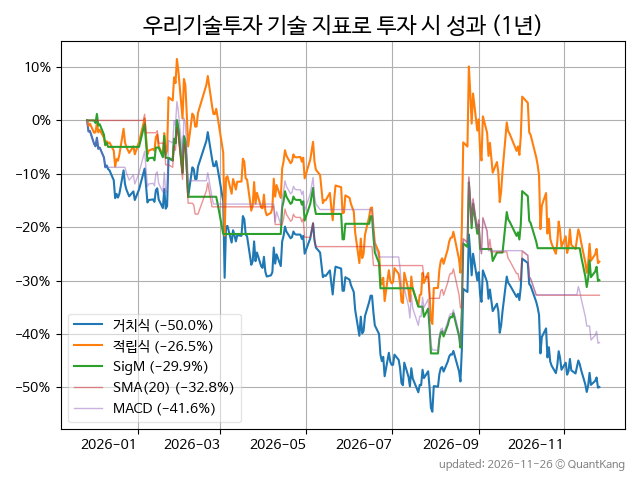 우리기술투자 기술 지표로 투자 시 성과 (1년)
10%
0%
−10%
−20%
−30%
−40%
−50%
거치식 (−50.0%)
적립식 (−26.5%)
SigM (−29.9%)
SMA(20) (−32.8%)
MACD (−41.6%)
2026-01 2026-03 2026-05 2026-07 2026-09 2026-11
updated: 2026-11-26 © QuantKang